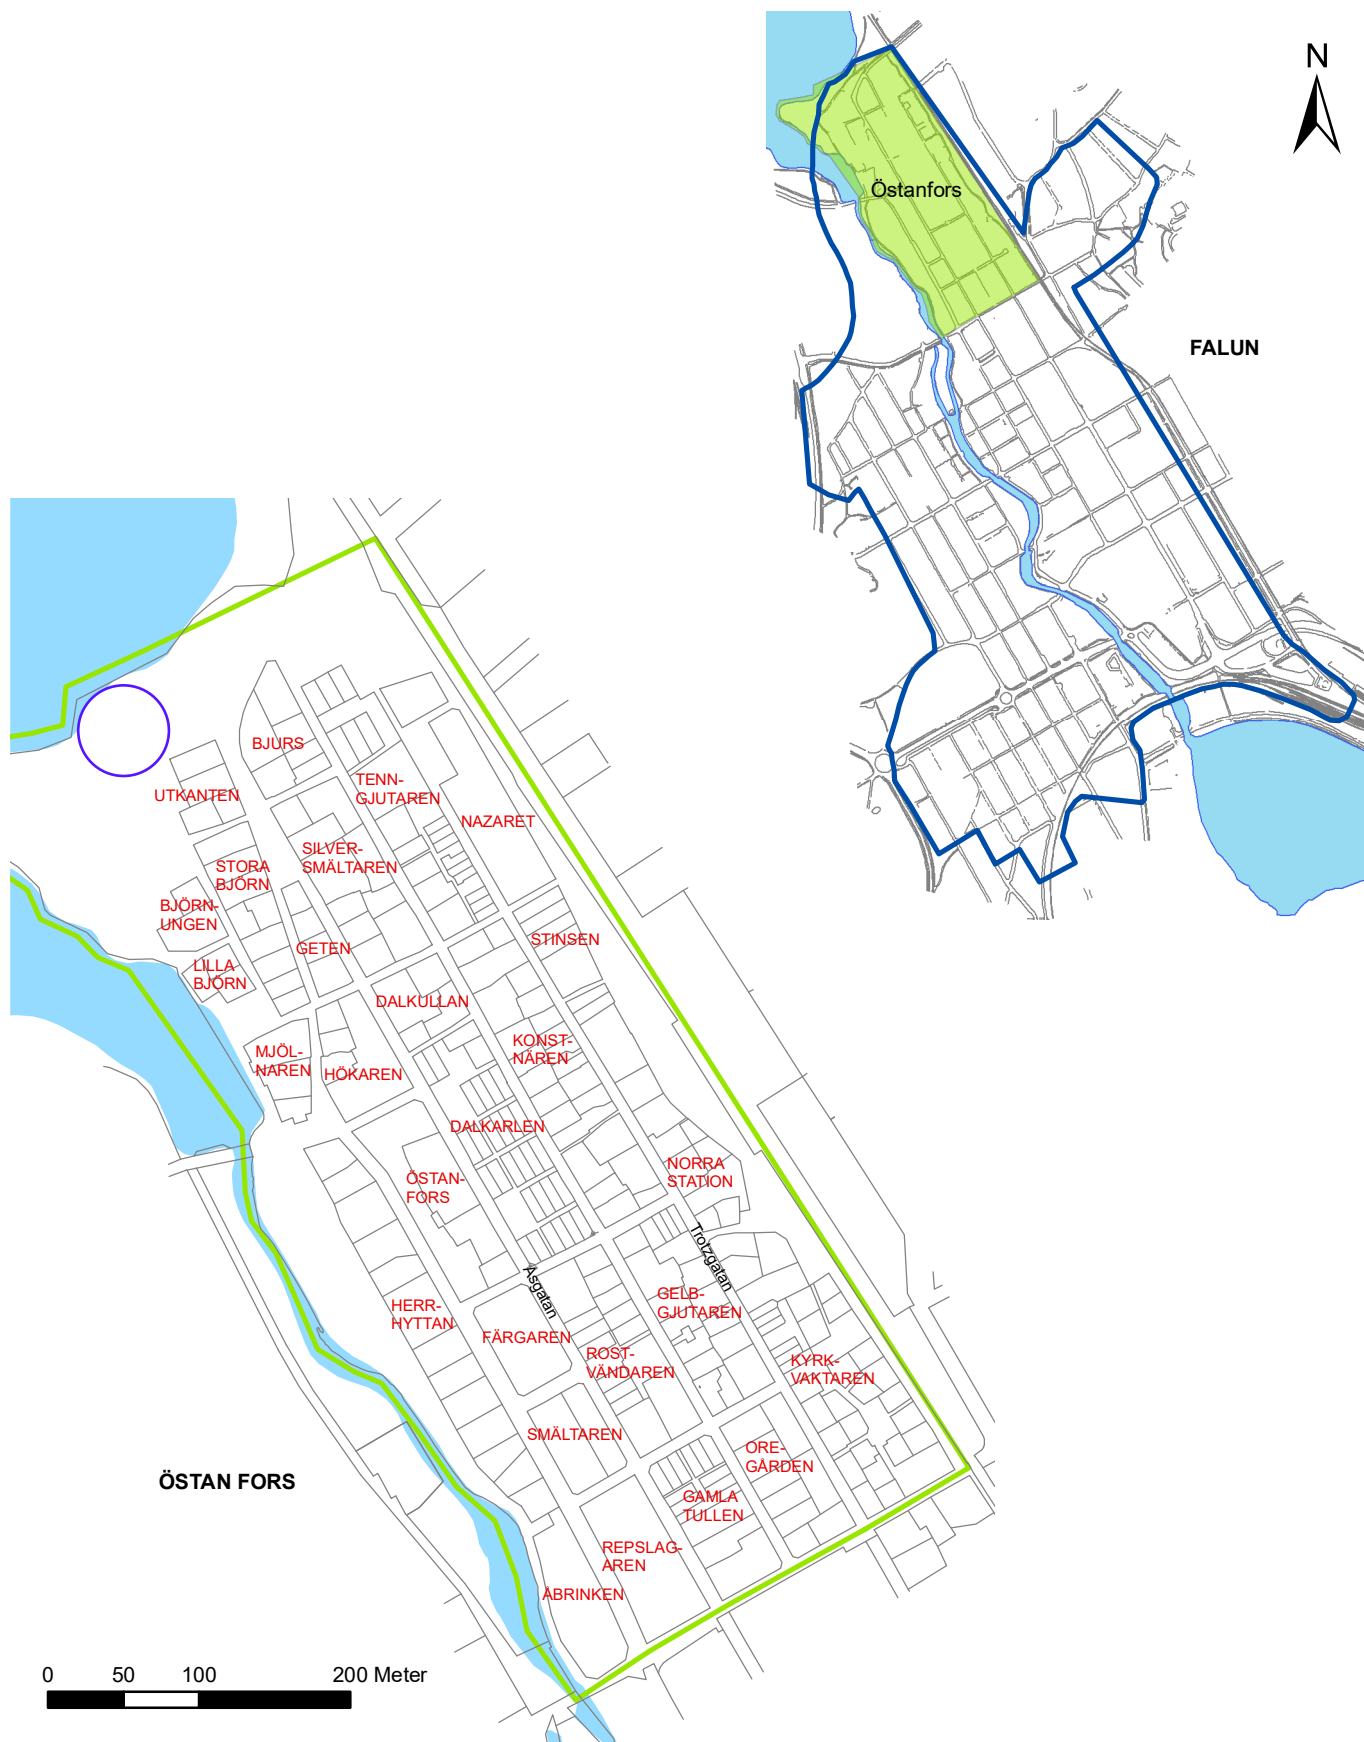 N
Östanfors
FALUN
BJURS
UTKANTEN
TENN-
GJUTAREN
NAZARET
SILVER-
SMÄLTAREN
STORA
BJÖRN
BJÖRN-
UNGEN
GETEN
STINSEN
LILLA
BJÖRN
DALKULLAN
KONST-
NÄREN
MJÖL-
NAREN
HÖKAREN
DALKARLEN
ÖSTAN-
FORS
NORRA
STATION
Trotzgatan
Åsgatan
HERR-
HYTTAN
FÄRGAREN
GELB-
GJUTAREN
ROST-
VÄNDAREN
KYRK-
VAKTAREN
SMÄLTAREN
ORE-
GÅRDEN
ÖSTAN FORS
GAMLA
TULLEN
REPSLAG-
AREN
ÅBRINKEN
0 50 100 200 Meter